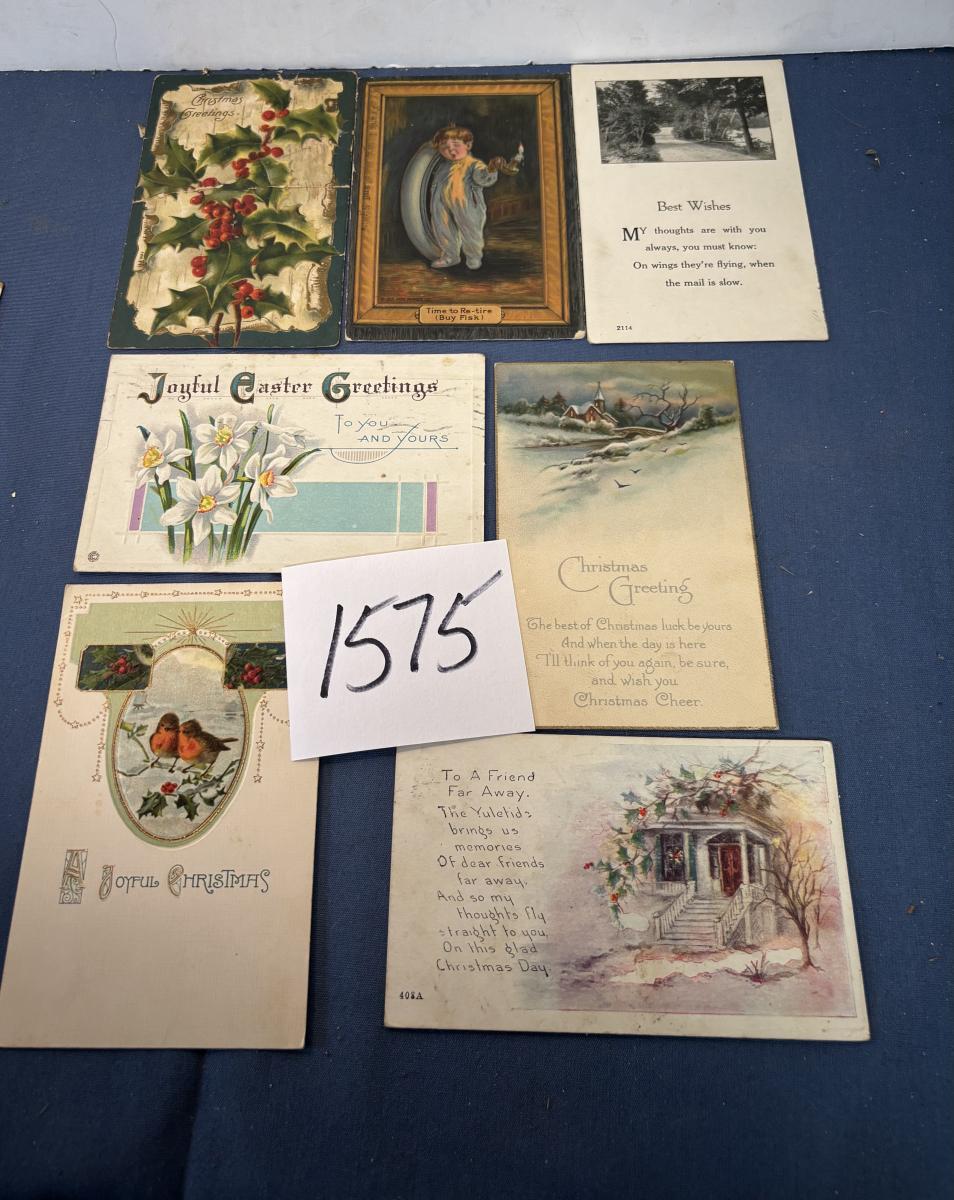 Christmas
Greetings.
Time to Re-tire
(Buy Fisk)
Best Wishes
MY thoughts are with you
always, you must know:
On wings they're flying, when
the mail is slow.
2114
Joyful Easter Greetings
To you
and yours
©
Christmas
Greeting
The best of Christmas luck be yours
And when the day is here
I'll think of you again, be sure,
and wish you
Christmas Cheer.
1575
A Joyful Christmas
To A Friend
Far Away.
The Yuletide
brings us
memories
Of dear friends
far away.
And so my
thoughts fly
straight to you,
On this glad
Christmas Day.
408A